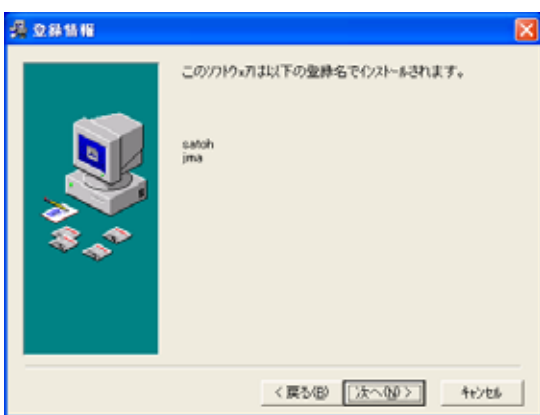 登録情報
このソフトウェアは以下の登録名でインストールされます。
satoh
jma
< 戻る(B)
次へ(N) >
キャンセル